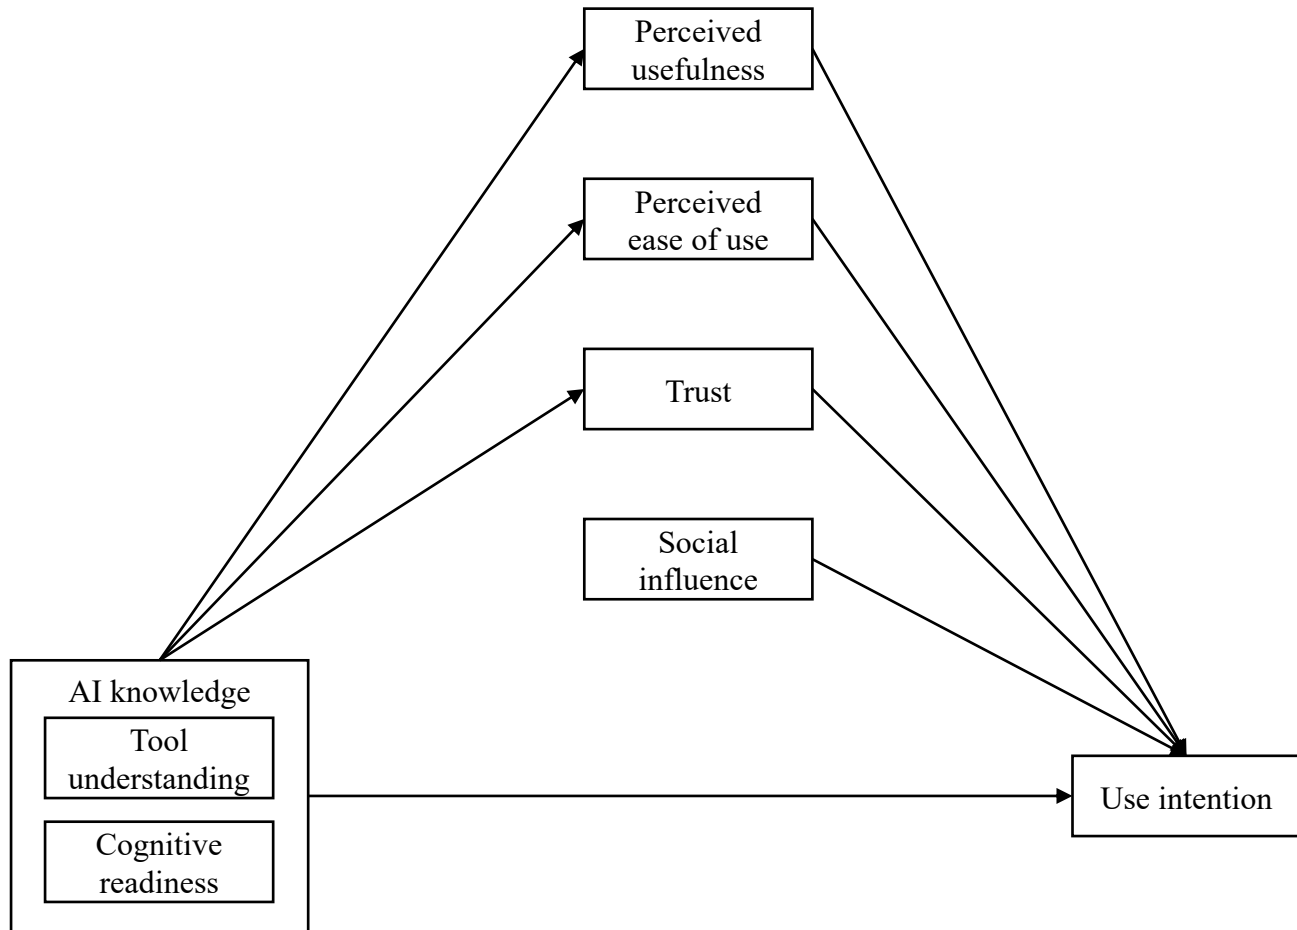 Perceived
usefulness
Perceived
ease of use
Trust
Social
influence
AI knowledge
Tool
understanding
Cognitive
readiness
Use intention